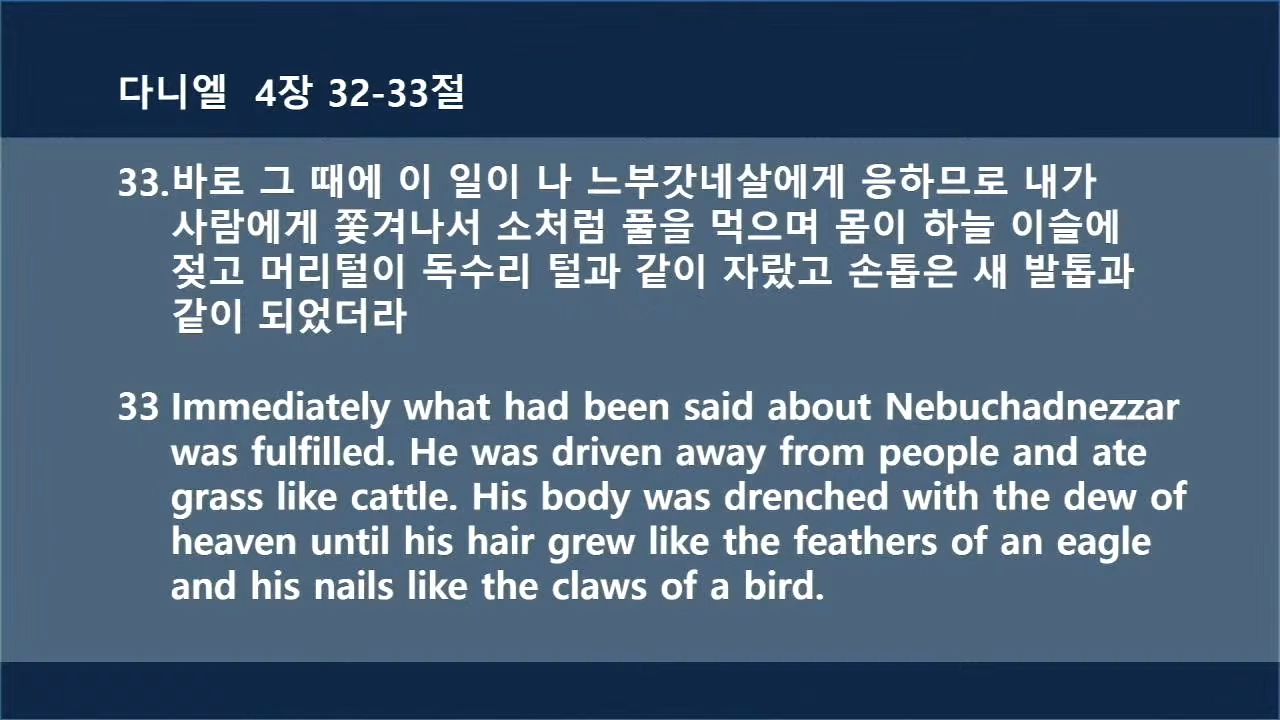 다니엘  4장 32-33절
33.바로 그 때에 이 일이 나 느부갓네살에게 응하므로 내가
사람에게 쫓겨나서 소처럼 풀을 먹으며 몸이 하늘 이슬에
젖고 머리털이 독수리 털과 같이 자랐고 손톱은 새 발톱과
같이 되었더라
33 Immediately what had been said about Nebuchadnezzar
was fulfilled. He was driven away from people and ate
grass like cattle. His body was drenched with the dew of
heaven until his hair grew like the feathers of an eagle
and his nails like the claws of a bird.